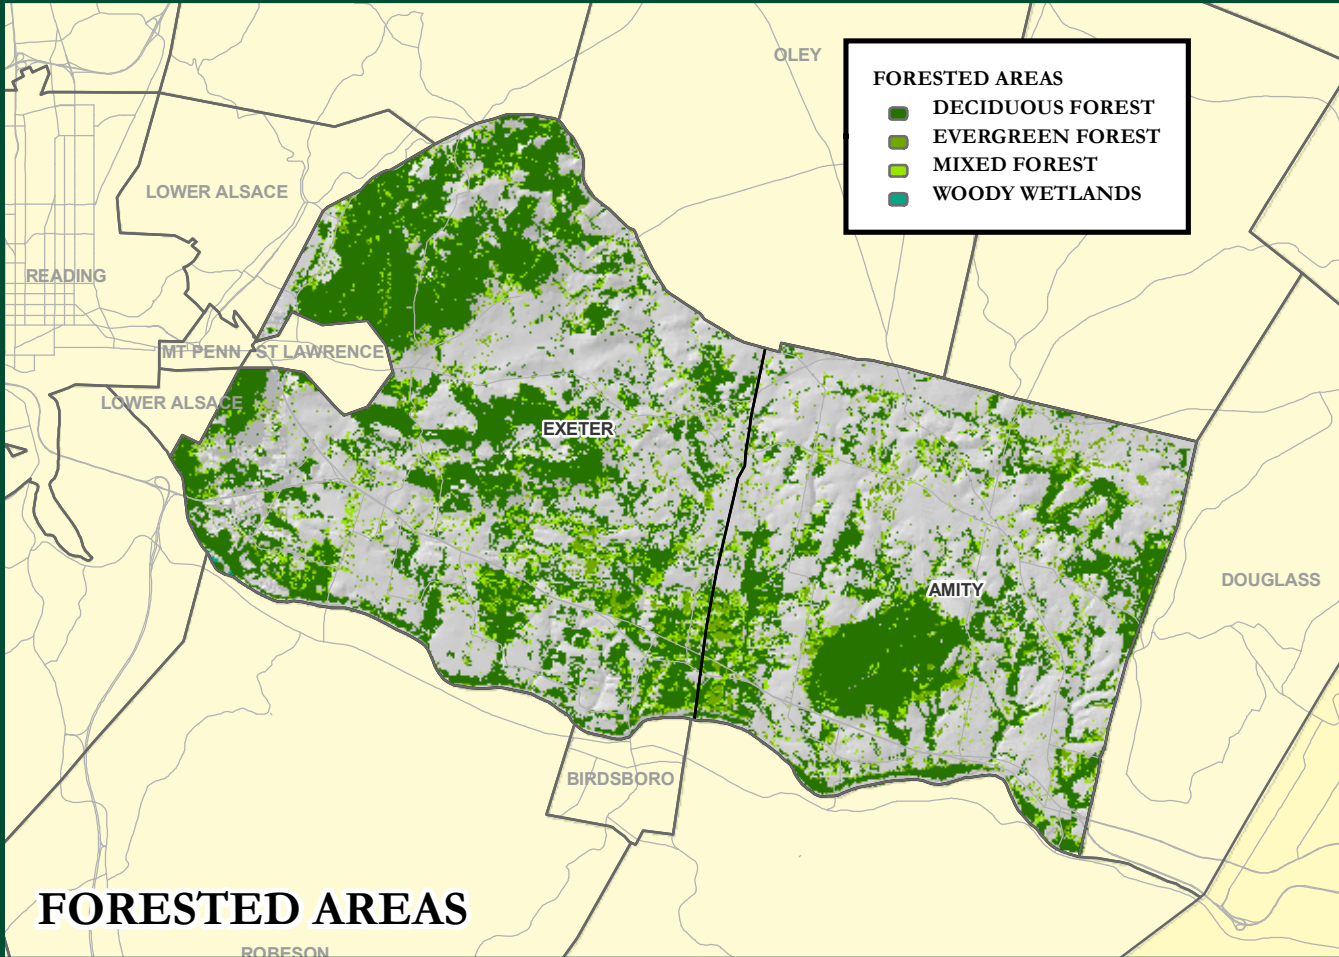 OLEY
FORESTED AREAS
DECIDUOUS FOREST
EVERGREEN FOREST
MIXED FOREST
WOODY WETLANDS
LOWER ALSACE
READING
MT PENN
ST LAWRENCE
LOWER ALSACE
EXETER
AMITY
DOUGLASS
BIRDSBORO
FORESTED AREAS
ROBESON